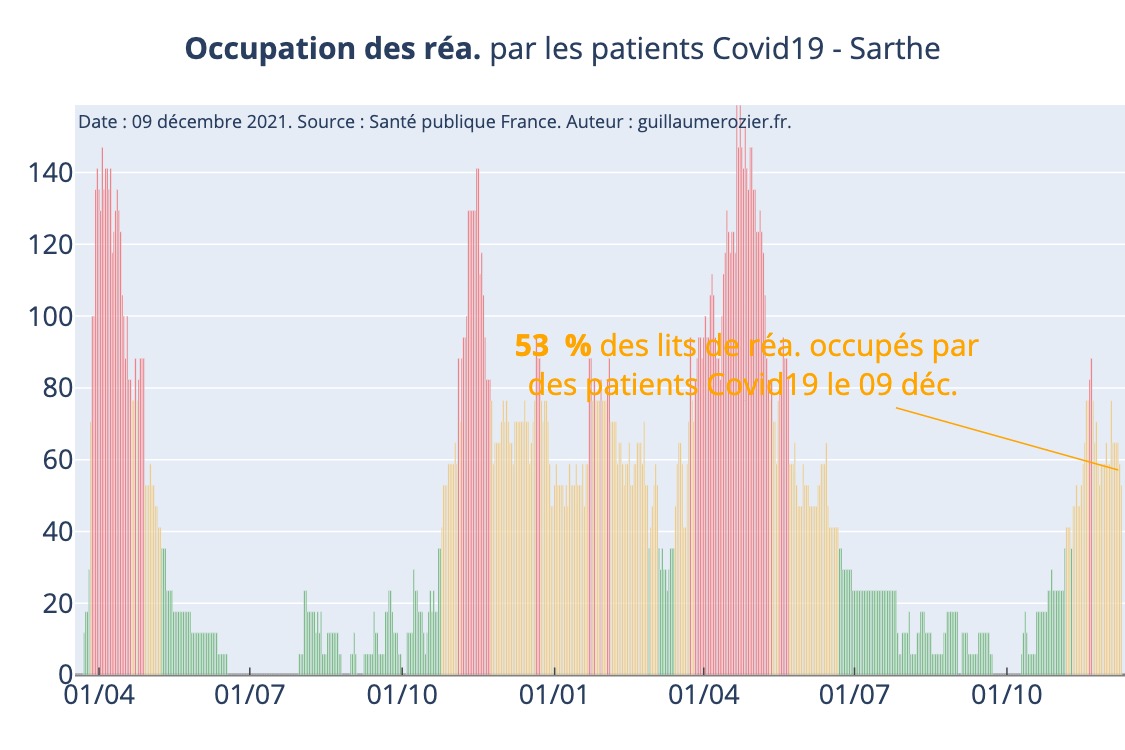 Occupation des réa. par les patients Covid19 - Sarthe
Date : 09 décembre 2021. Source : Santé publique France. Auteur : guillaumerozier.fr.
140
120
100
53 % des lits de réa. occupés par
des patients Covid19 le 09 déc.
80
60
40
20
0
01/04 01/07 01/10 01/01 01/04 01/07 01/10